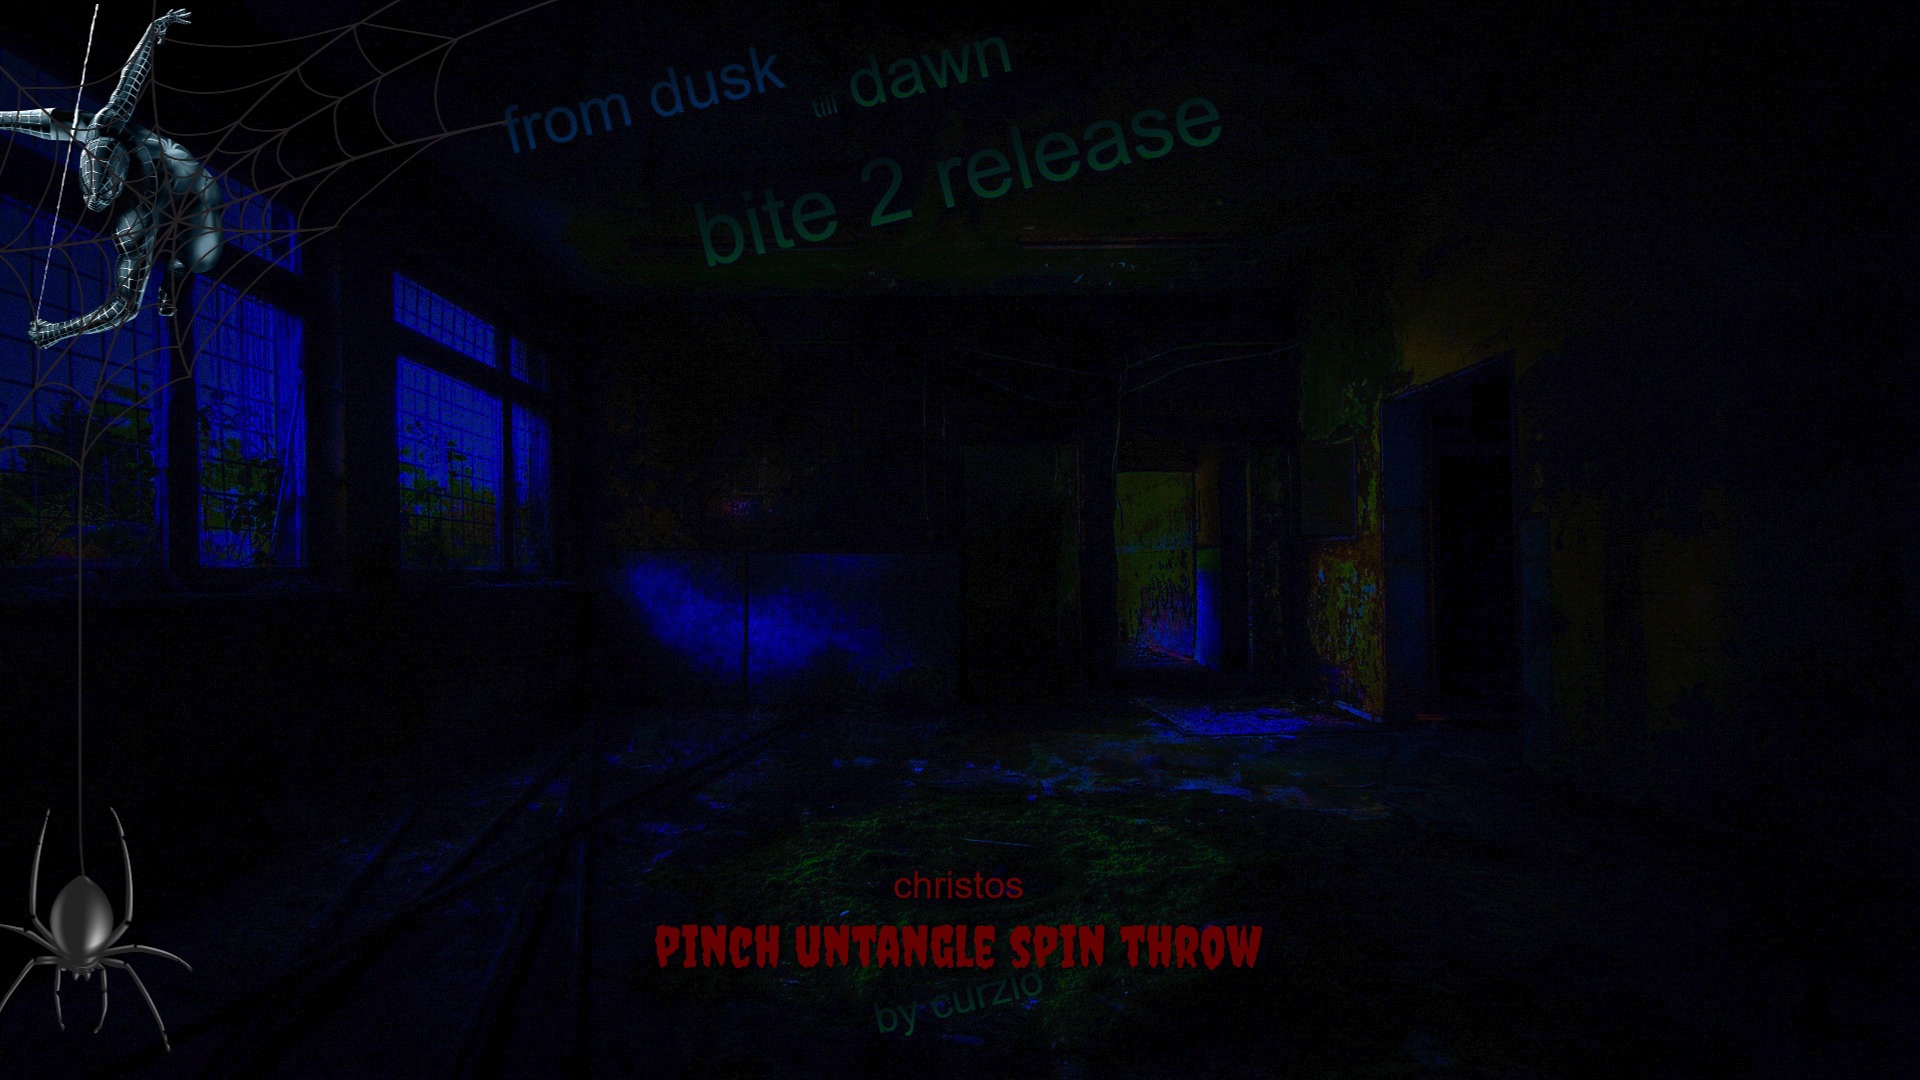 from dusk till dawn
bite 2 release
christos
PINCH UNTANGLE SPIN THROW
by curzio